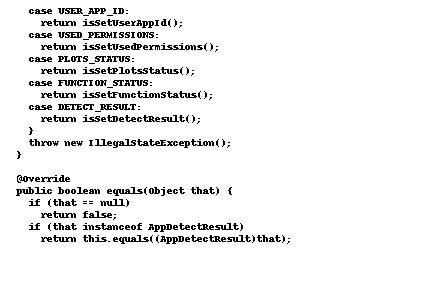 case USER_APP_ID:
return isSetUserAppId();
case USED_PERMISSIONS:
return isSetUsedPermissions();
case PLOTS_STATUS:
return isSetPlotsStatus();
case FUNCTION_STATUS:
return isSetFunctionStatus();
case DETECT_RESULT:
return isSetDetectResult();
}
throw new IllegalStateException();
}
@Override
public boolean equals(Object that) {
if (that == null)
return false;
if (that instanceof AppDetectResult)
return this.equals((AppDetectResult)that);